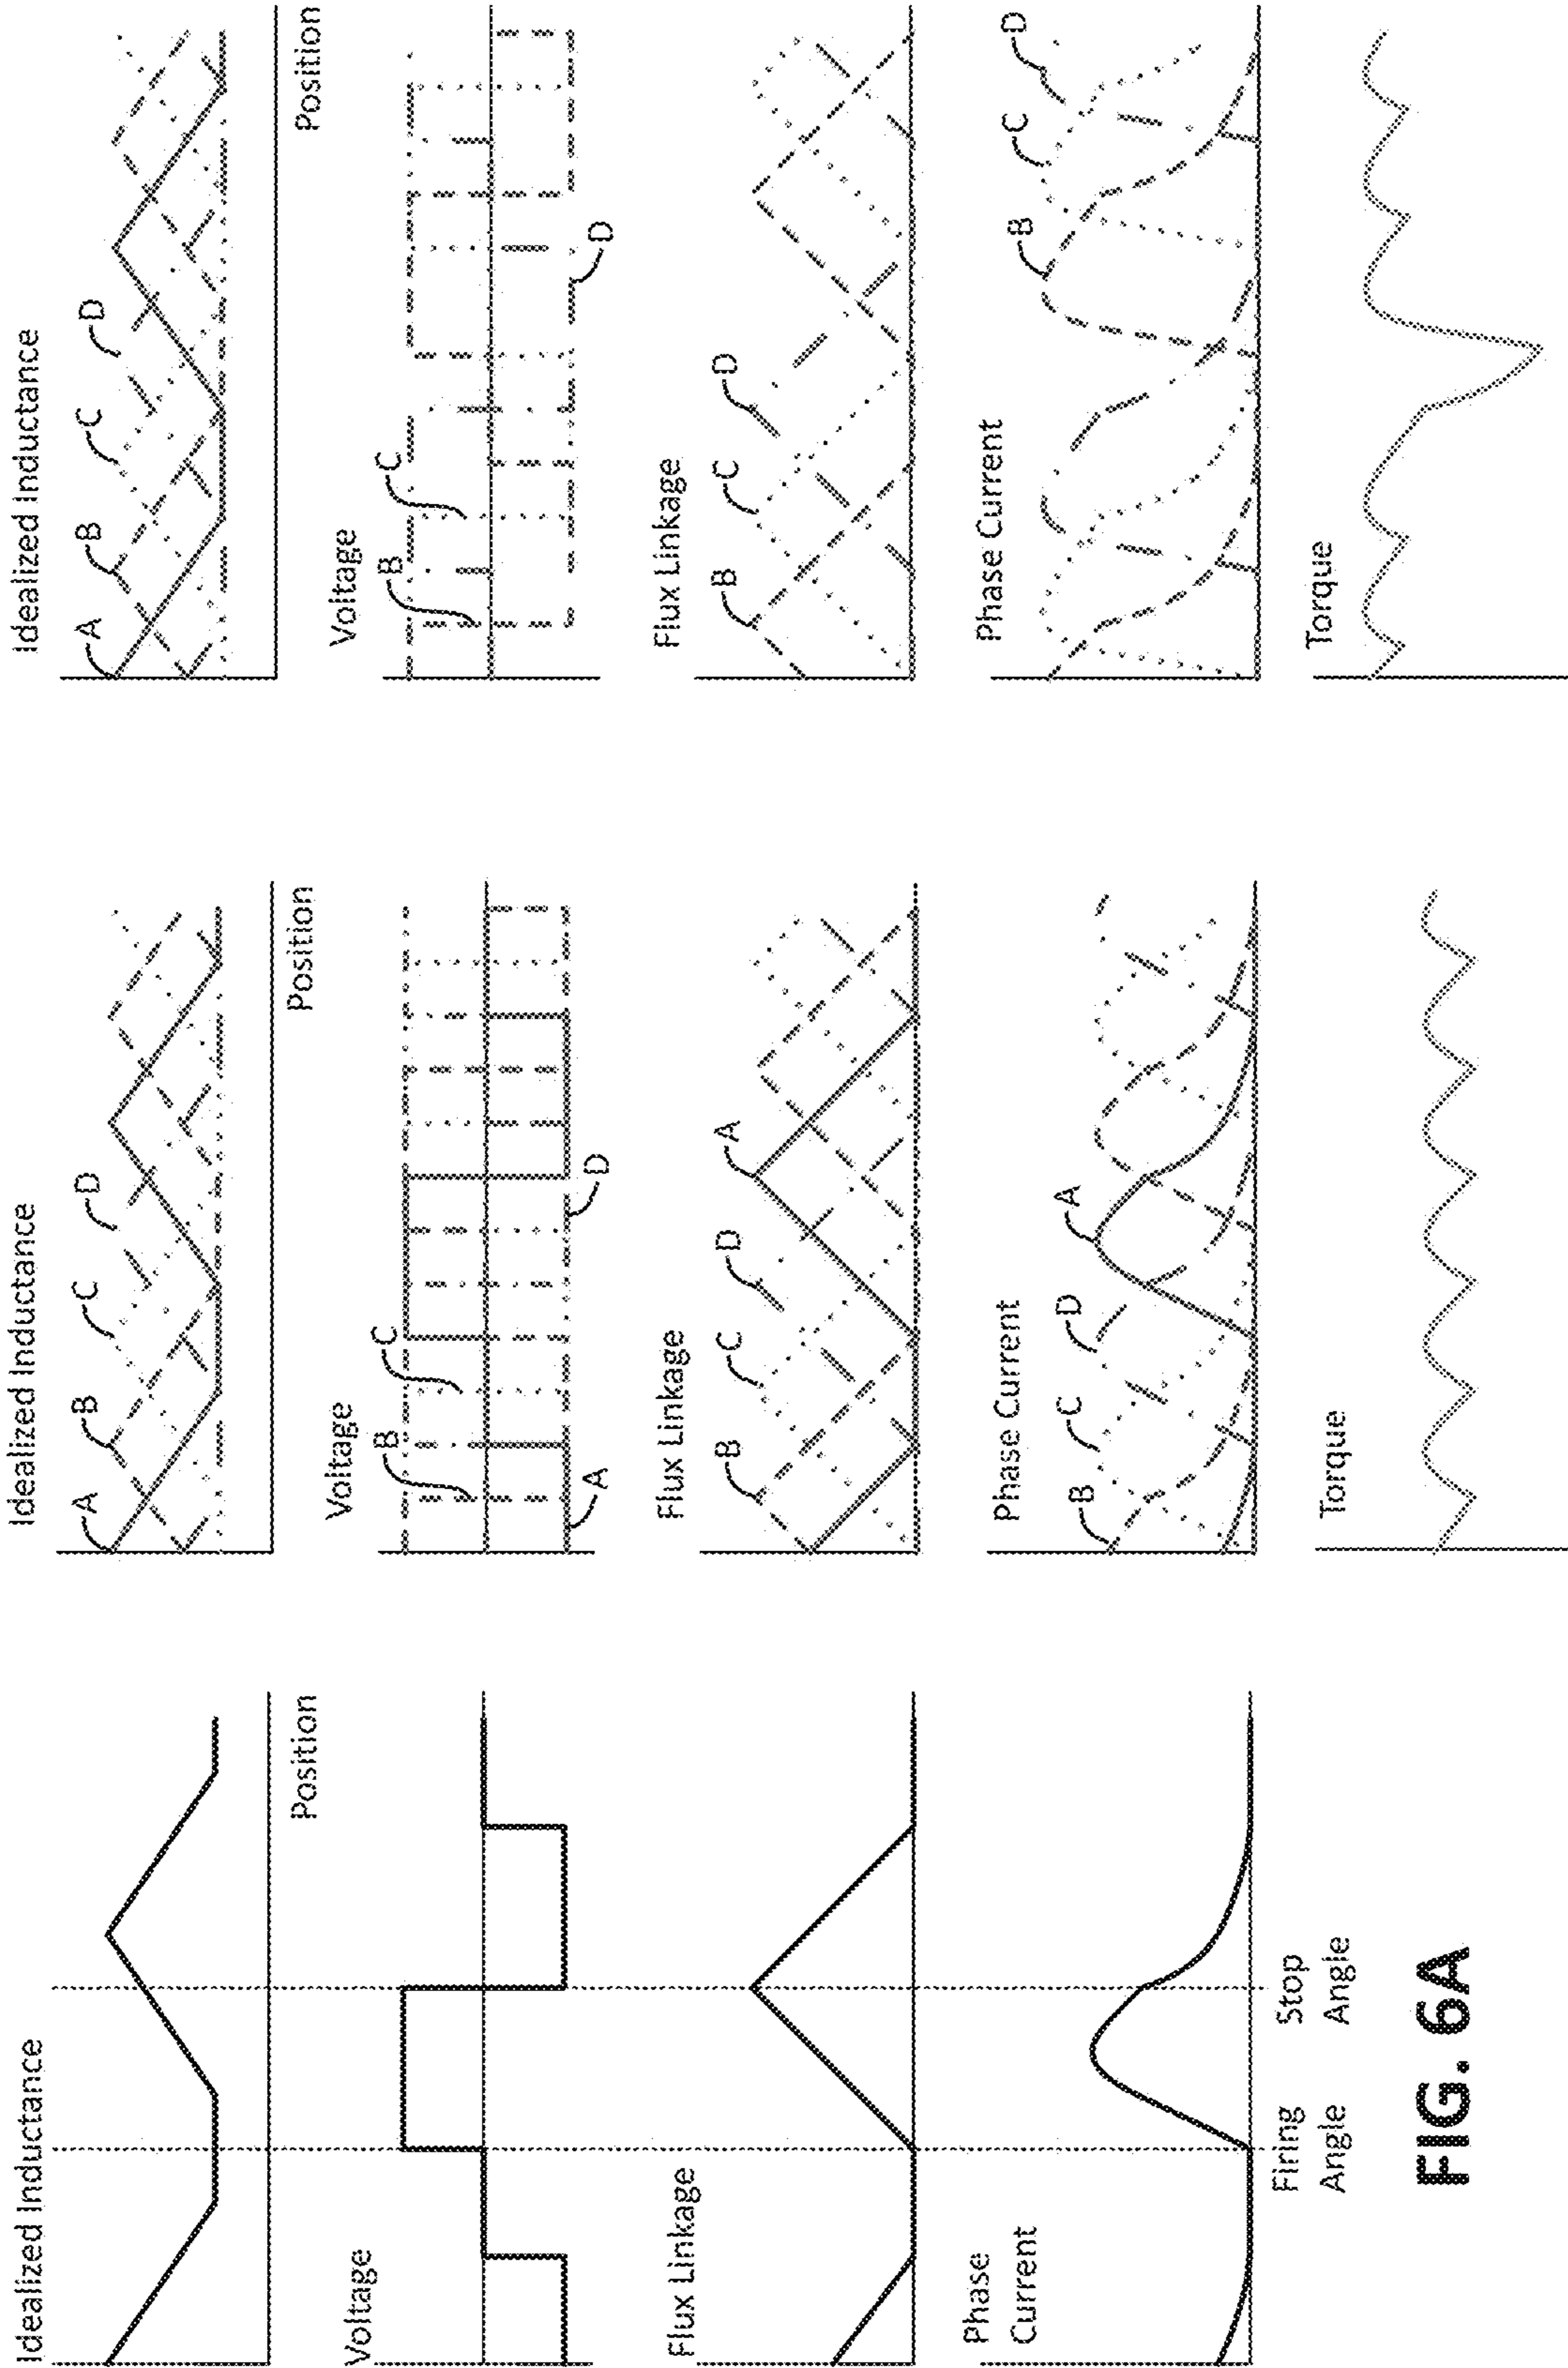 Idealized Inductance
Position
Voltage
Flux Linkage
Phase
Current
Firing
Angle
Stop
Angle
FIG. 6A
Idealized Inductance
A
B
C
D
Position
Voltage
B
C
A
D
Flux Linkage
B
C
D
A
Phase Current
B
C
D
A
Torque
Idealized Inductance
A
B
C
D
Position
Voltage
B
C
D
Flux Linkage
B
C
D
Phase Current
B
C
D
Torque